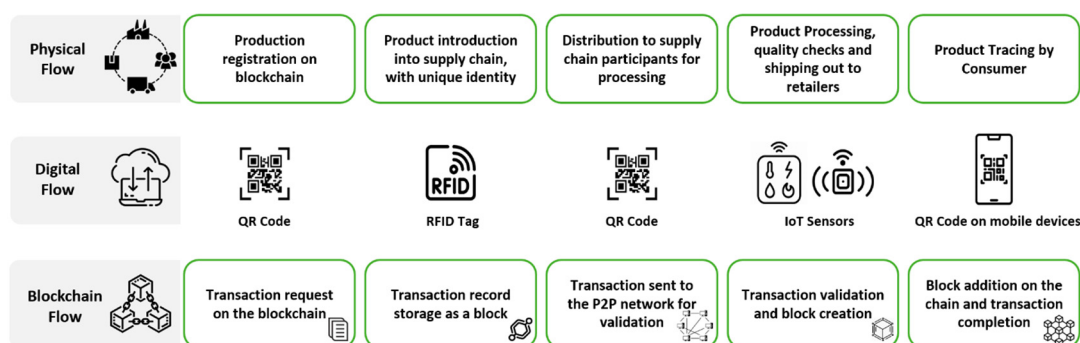 Physical
Flow
Production
registration on
blockchain
Product introduction
into supply chain,
with unique identity
Distribution to supply
chain participants for
processing
Product Processing,
quality checks and
shipping out to
retailers
Product Tracing by
Consumer
Digital
Flow
QR Code
RFID
RFID Tag
QR Code
IoT Sensors
QR Code on mobile devices
Blockchain
Flow
Transaction request
on the blockchain
Transaction record
storage as a block
Transaction sent to
the P2P network for
validation
Transaction validation
and block creation
Block addition on the
chain and transaction
completion